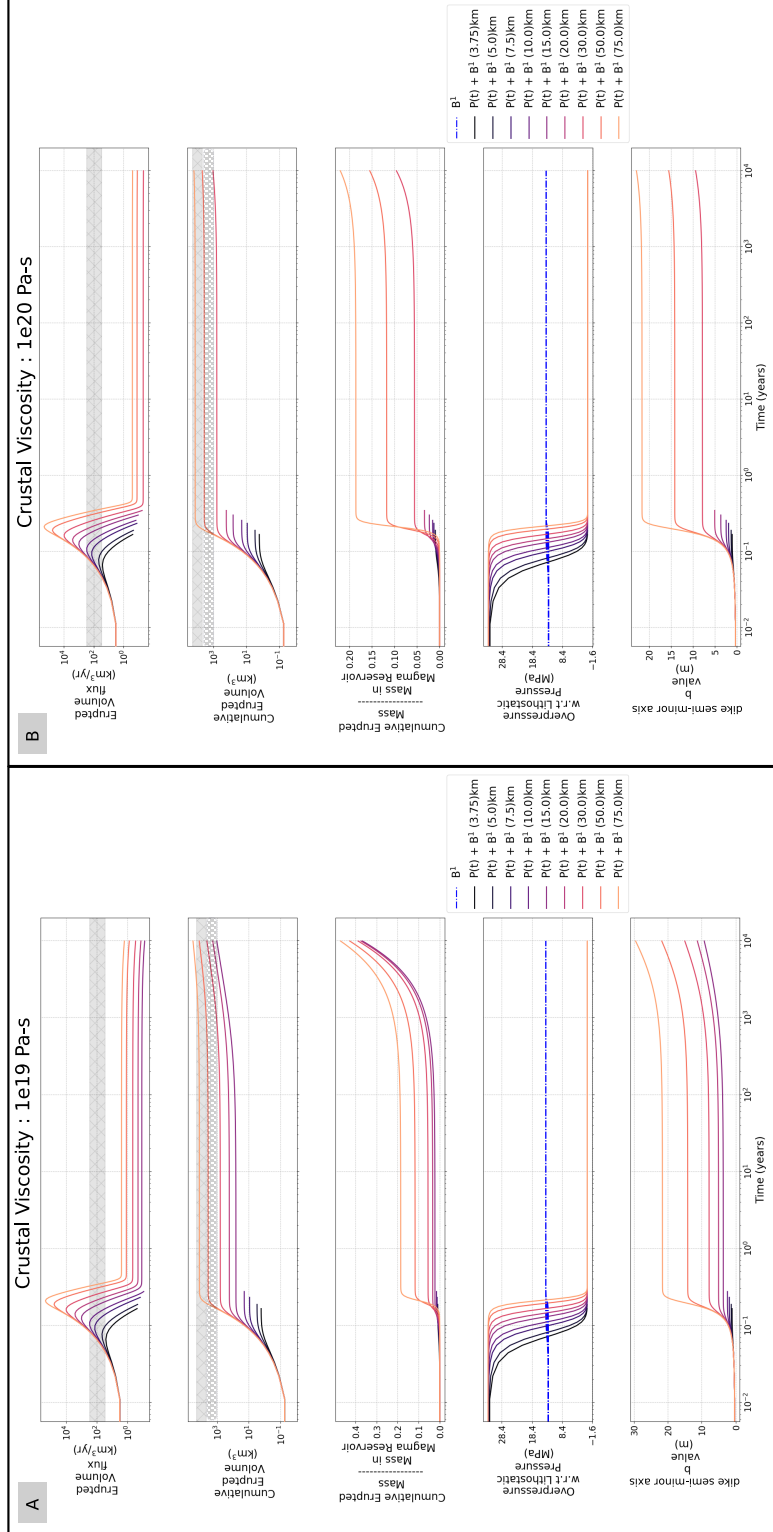 A
Crustal Viscosity : 1e19 Pa-s
Erupted
Volume
flux
(km³/yr)
10⁴
10²
10⁰
Cumulative
Erupted
Volume
(km³)
10³
10¹
10⁻¹
Cumulative Erupted
Mass
-----------------
Mass in
Magma Reservoir
0.4
0.3
0.2
0.1
0.0
Overpressure
w.r.t Lithostatic
Pressure
(MPa)
28.4
18.4
8.4
−1.6
dike semi-minor axis
b
value
(m)
30
20
10
0
10⁻²
10⁻¹
10⁰
10¹
10²
10³
10⁴
Time (years)
B¹
P(t) + B¹ (3.75)km
P(t) + B¹ (5.0)km
P(t) + B¹ (7.5)km
P(t) + B¹ (10.0)km
P(t) + B¹ (15.0)km
P(t) + B¹ (20.0)km
P(t) + B¹ (30.0)km
P(t) + B¹ (50.0)km
P(t) + B¹ (75.0)km
B
Crustal Viscosity : 1e20 Pa-s
Erupted
Volume
flux
(km³/yr)
10⁴
10²
10⁰
Cumulative
Erupted
Volume
(km³)
10³
10¹
10⁻¹
Cumulative Erupted
Mass
-----------------
Mass in
Magma Reservoir
0.20
0.15
0.10
0.05
0.00
Overpressure
w.r.t Lithostatic
Pressure
(MPa)
28.4
18.4
8.4
−1.6
dike semi-minor axis
b
value
(m)
20
15
10
5
0
10⁻²
10⁻¹
10⁰
10¹
10²
10³
10⁴
Time (years)
B¹
P(t) + B¹ (3.75)km
P(t) + B¹ (5.0)km
P(t) + B¹ (7.5)km
P(t) + B¹ (10.0)km
P(t) + B¹ (15.0)km
P(t) + B¹ (20.0)km
P(t) + B¹ (30.0)km
P(t) + B¹ (50.0)km
P(t) + B¹ (75.0)km